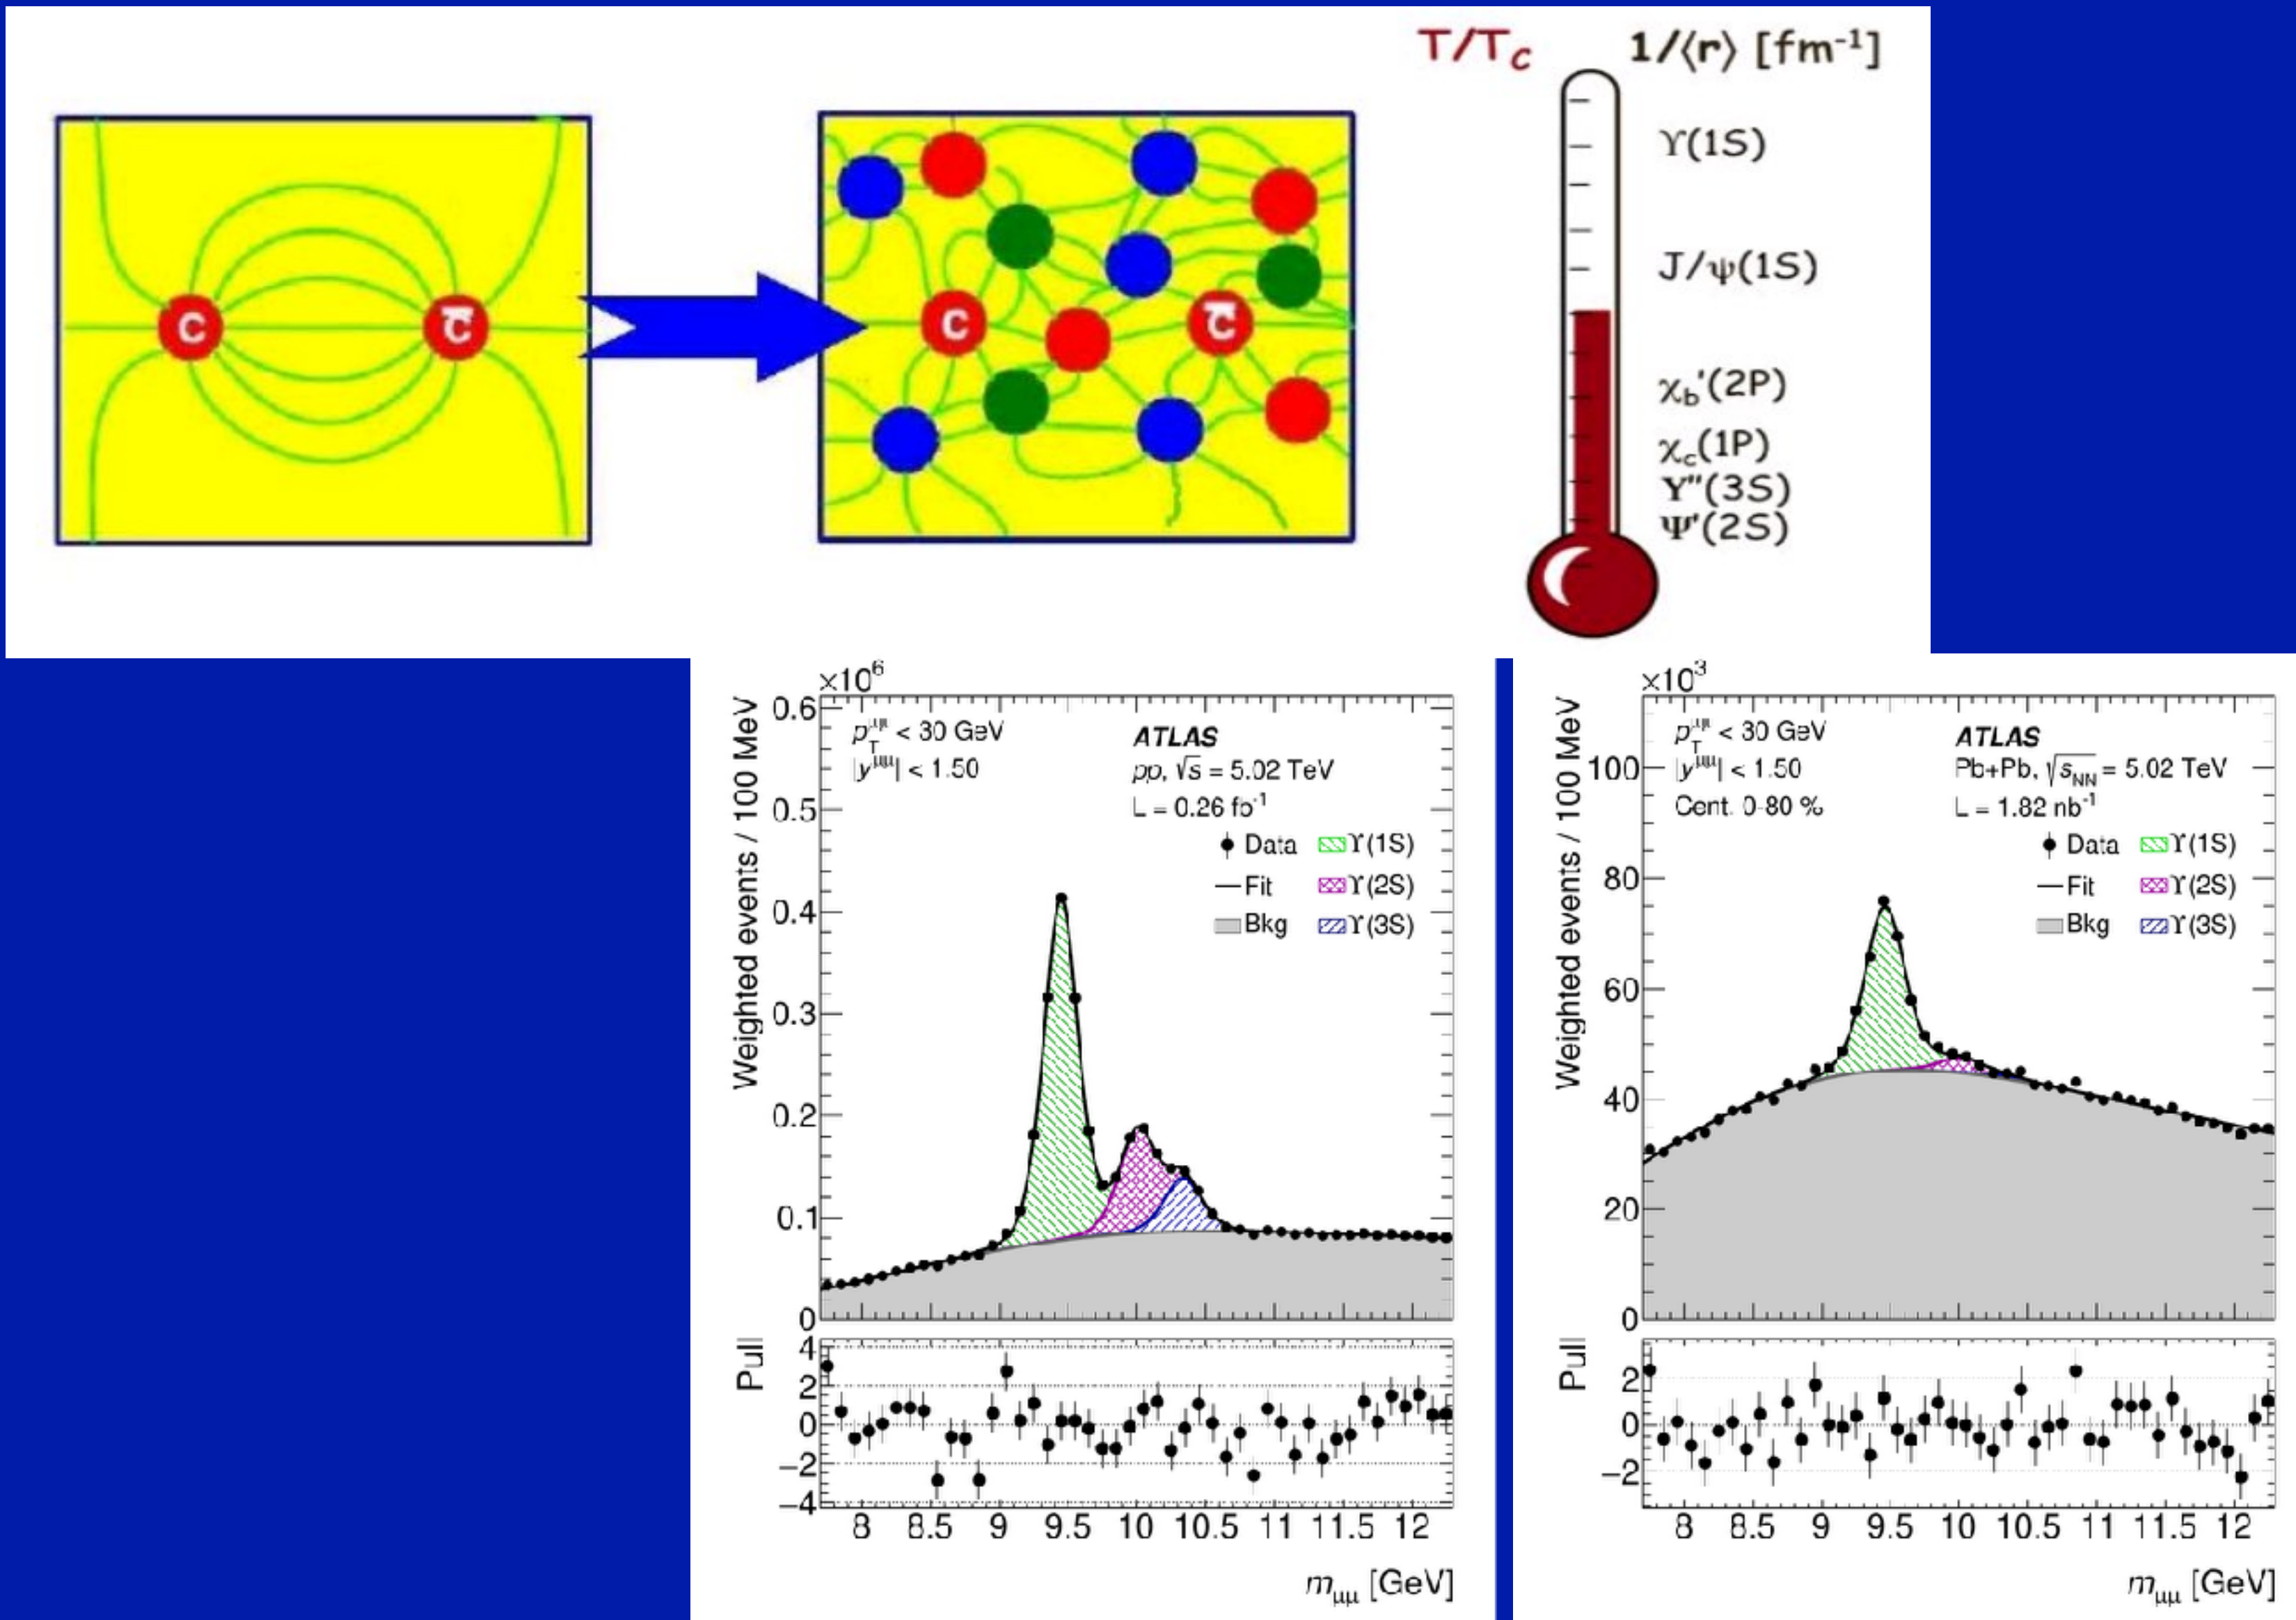 T/T_C
1/⟨r⟩ [fm⁻¹]
ϒ(1S)
J/ψ(1S)
χ_b'(2P)
χ_c(1P)
ϒ''(3S)
Ψ'(2S)
c
c̅
c
c̅
×10⁶
Weighted events / 100 MeV
0.6
0.5
0.4
0.3
0.2
0.1
0
p_T^μμ < 30 GeV
|y^μμ| < 1.50
ATLAS
pp, √s = 5.02 TeV
L = 0.26 fb⁻¹
Data ϒ(1S)
Fit ϒ(2S)
Bkg ϒ(3S)
Pull
4
2
0
−2
−4
8 8.5 9 9.5 10 10.5 11 11.5 12
m_μμ [GeV]
×10³
Weighted events / 100 MeV
100
80
60
40
20
0
p_T^μμ < 30 GeV
|y^μμ| < 1.50
Cent. 0-80 %
ATLAS
Pb+Pb, √s_NN = 5.02 TeV
L = 1.82 nb⁻¹
Data ϒ(1S)
Fit ϒ(2S)
Bkg ϒ(3S)
Pull
2
0
−2
8 8.5 9 9.5 10 10.5 11 11.5 12
m_μμ [GeV]